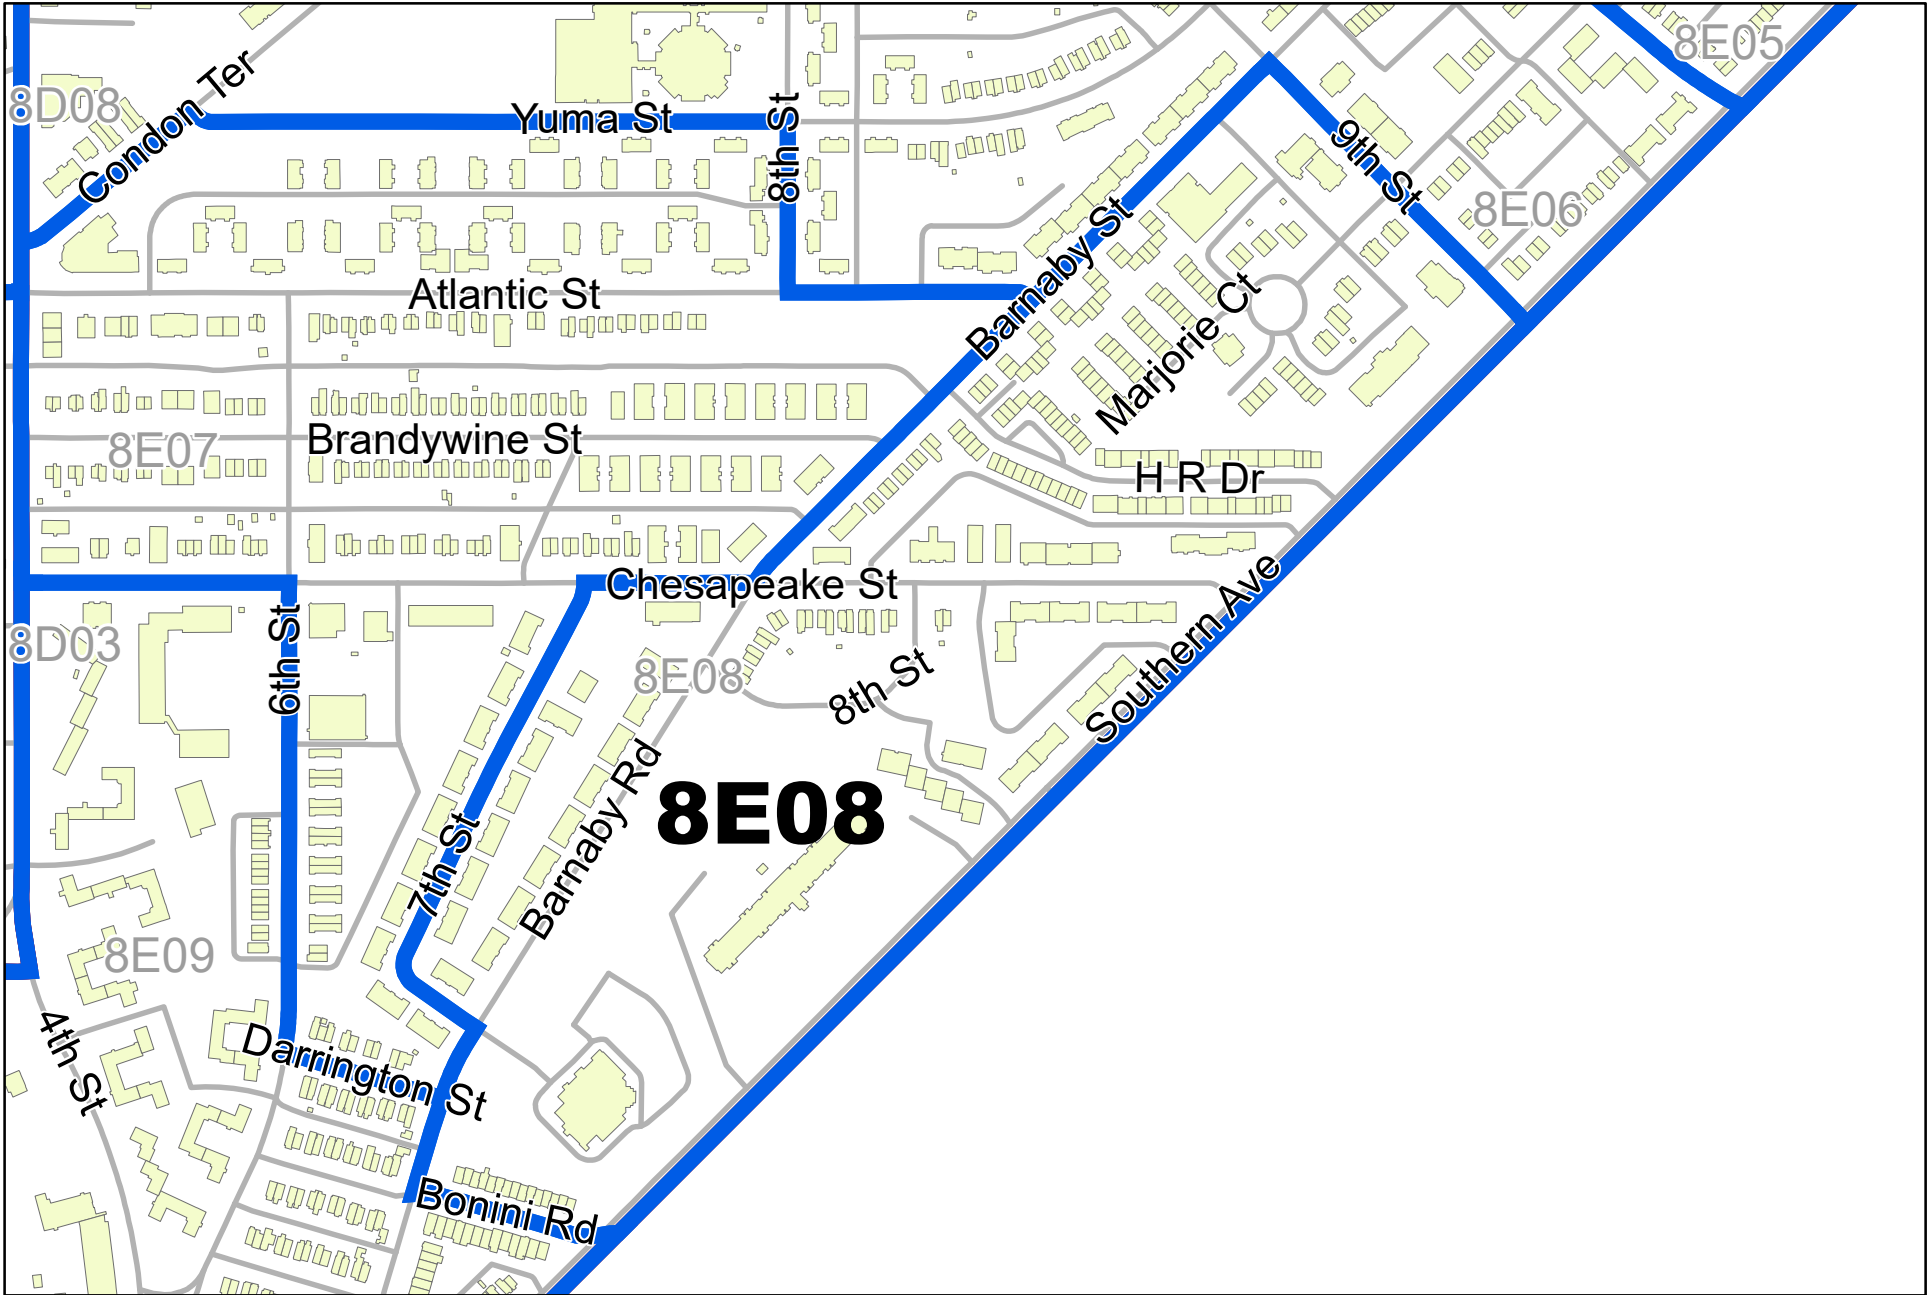 8E05
Condon Ter
8D08
Yuma St
8th St
9th St
8E06
Barnaby St
Atlantic St
Marjorie Ct
Brandywine St
8E07
H R Dr
Chesapeake St
Southern Ave
6th St
8D03
8E08
8th St
Barnaby Rd
8E08
7th St
8E09
4th St
Darrington St
Bonini Rd